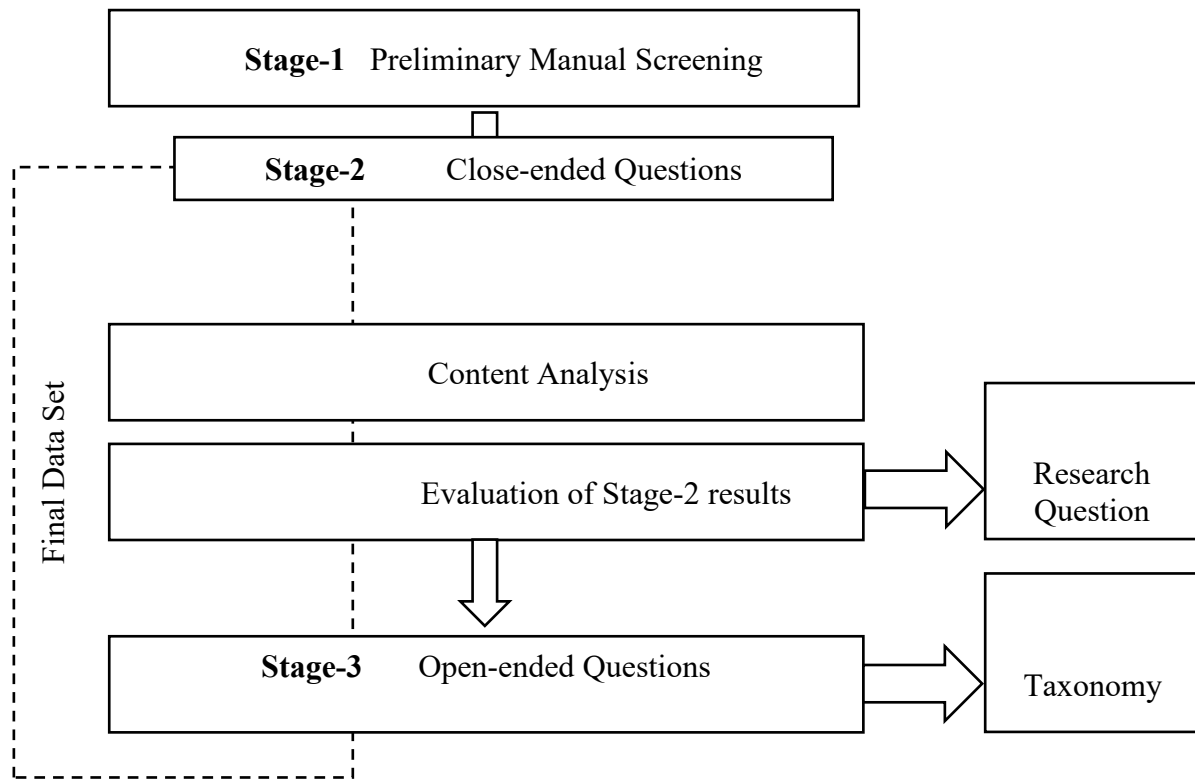 Stage-1 Preliminary Manual Screening
Stage-2 Close-ended Questions
Final Data Set
Content Analysis
Evaluation of Stage-2 results
Research
Question
Stage-3 Open-ended Questions
Taxonomy